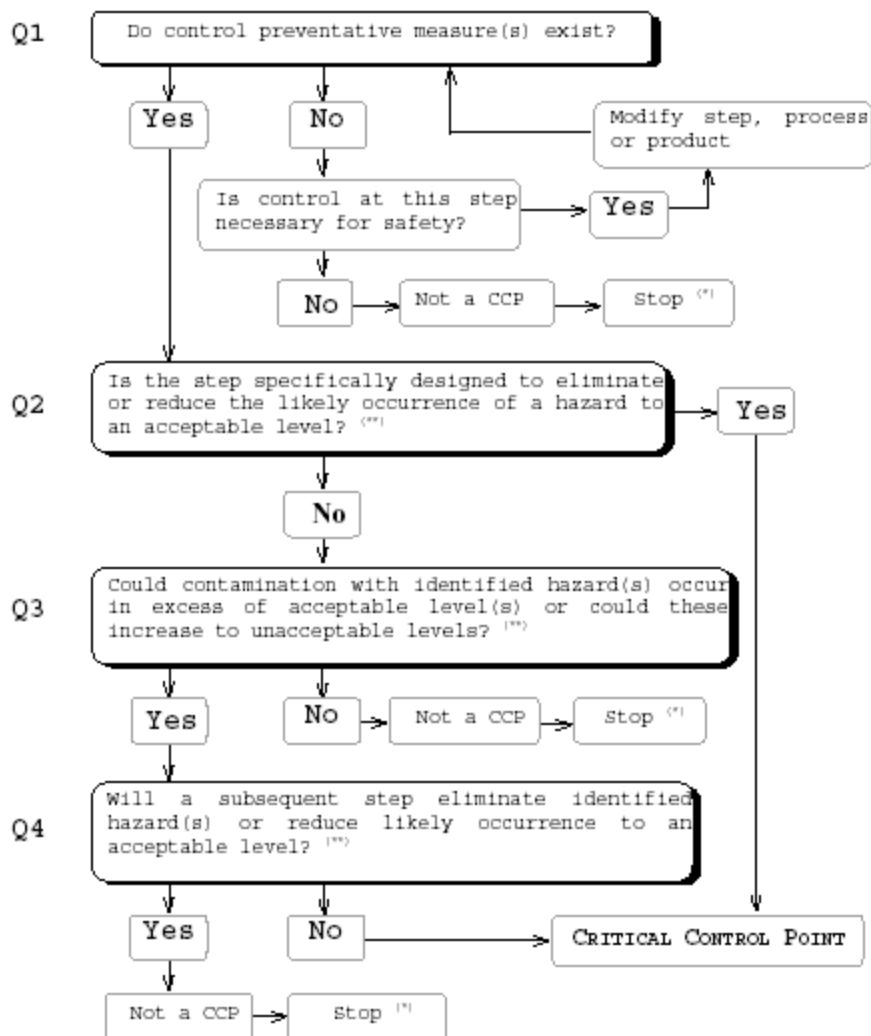 Q1
Do control preventative measure(s) exist?
Yes
No
Modify step, process
or product
Is control at this step
necessary for safety?
Yes
No
Not a CCP
Stop (*)
Q2
Is the step specifically designed to eliminate
or reduce the likely occurrence of a hazard to
an acceptable level? (**)
Yes
No
Q3
Could contamination with identified hazard(s) occur
in excess of acceptable level(s) or could these
increase to unacceptable levels? (**)
Yes
No
Not a CCP
Stop (*)
Q4
Will a subsequent step eliminate identified
hazard(s) or reduce likely occurrence to an
acceptable level? (**)
Yes
No
CRITICAL CONTROL POINT
Not a CCP
Stop (*)